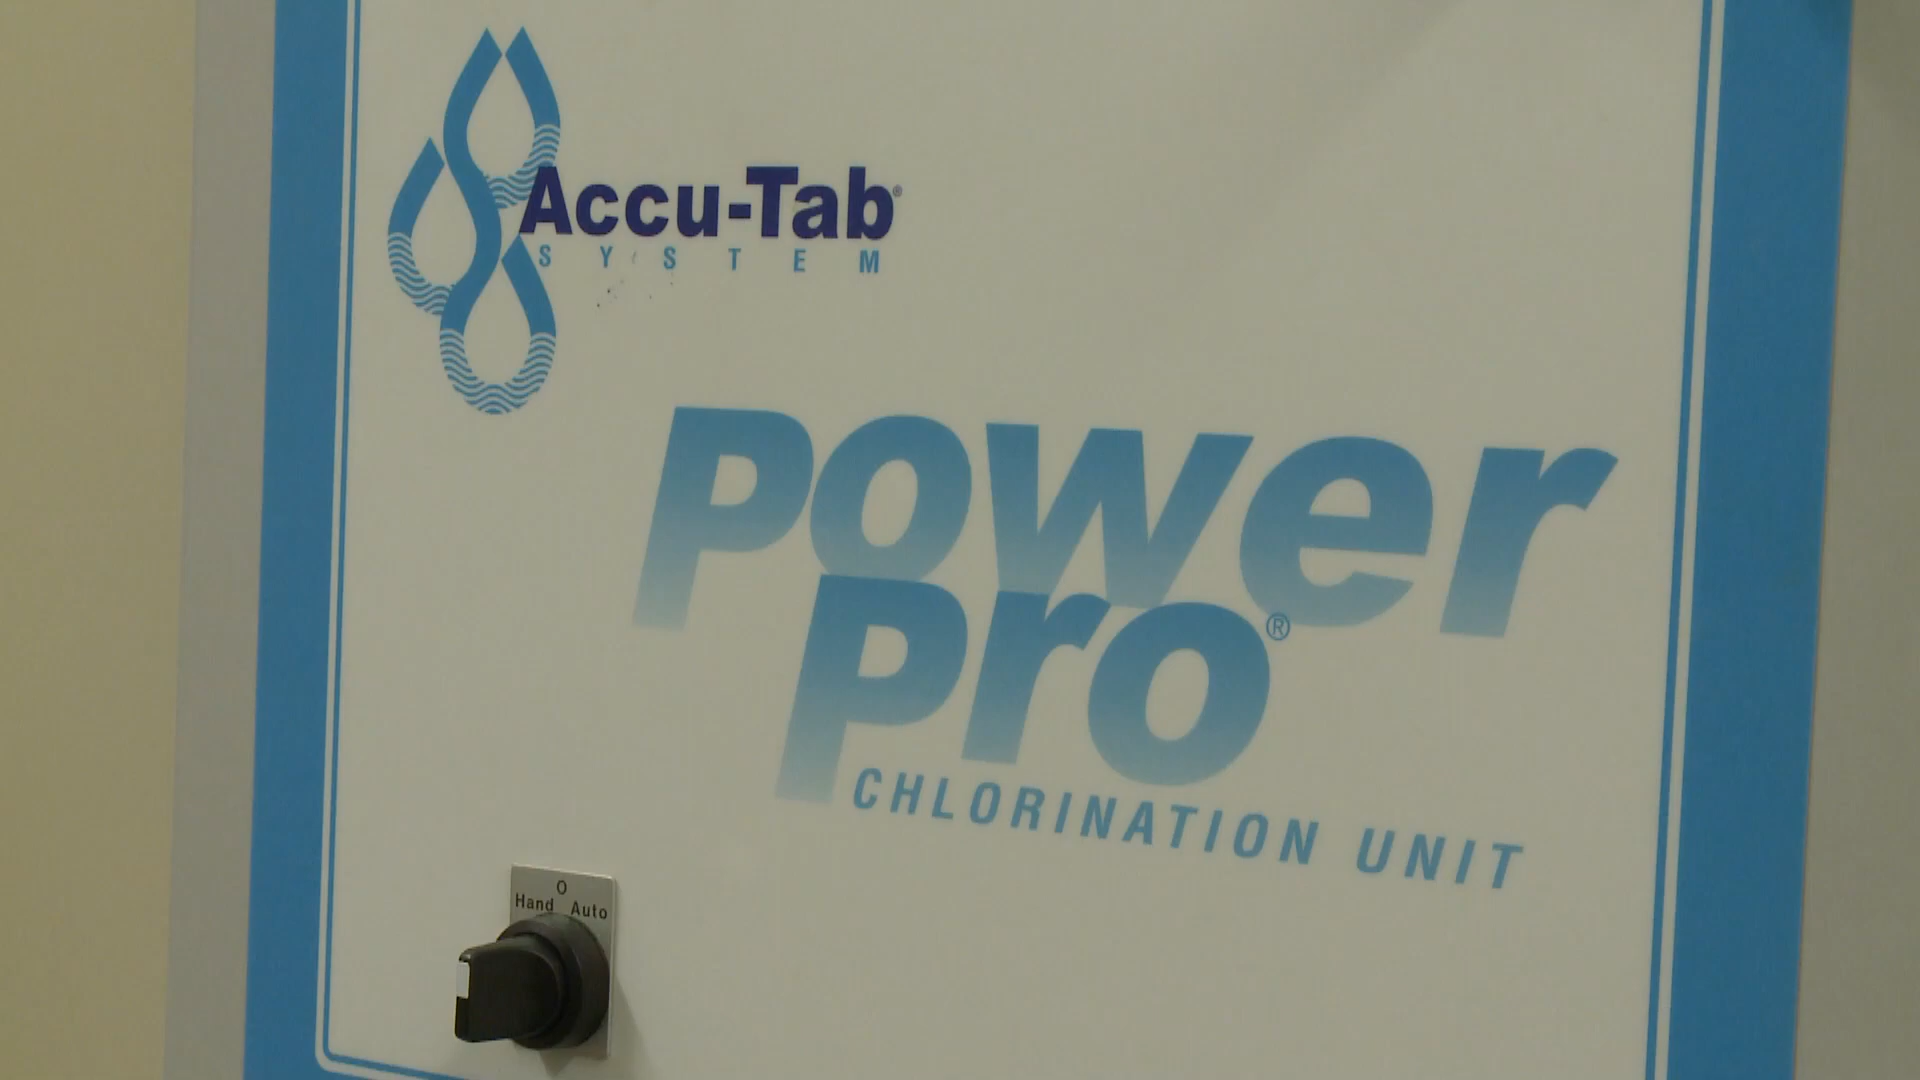 Accu-Tab®
SYSTEM
Power
Pro®
CHLORINATION UNIT
O
Hand Auto